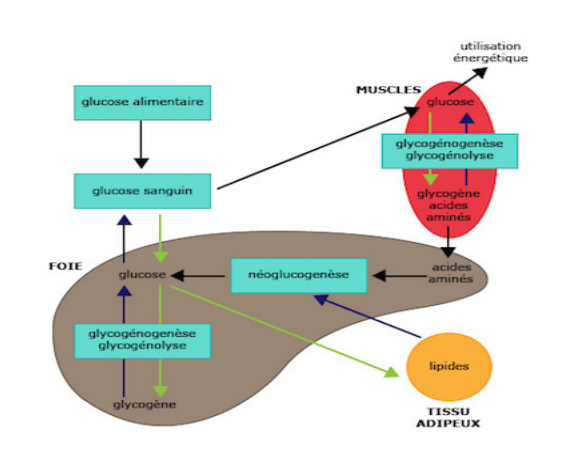 utilisation
énergétique
MUSCLES
glucose
glucose alimentaire
glycogénogenèse
glycogénolyse
glucose sanguin
glycogène
acides
aminés
FOIE
glucose
néoglucogenèse
acides
aminés
glycogénogenèse
glycogénolyse
lipides
glycogène
TISSU
ADIPEUX